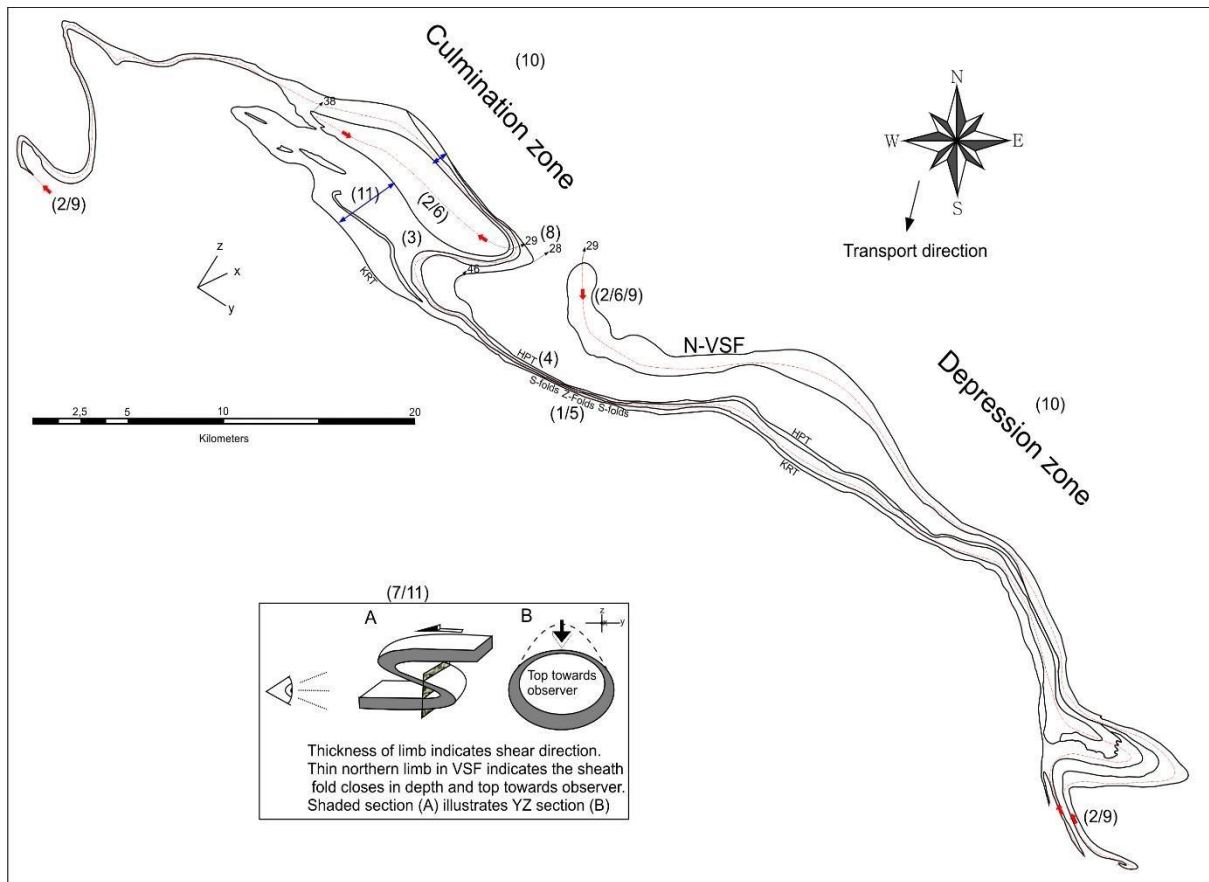 Culmination zone
(10)
38
N
W
E
S
Transport direction
(2/9)
(11)
(2/6)
(3)
(8)
29
28
29
46
KRT
z
x
y
(2/6/9)
N-VSF
HPT
(4)
S-folds Z-Folds S-folds
(1/5)
Depression zone
(10)
2,5
5
10
20
Kilometers
HPT
KRT
(7/11)
A
B
z
x
y
Top towards
observer
Thickness of limb indicates shear direction.
Thin northern limb in VSF indicates the sheath
fold closes in depth and top towards observer.
Shaded section (A) illustrates YZ section (B)
(2/9)